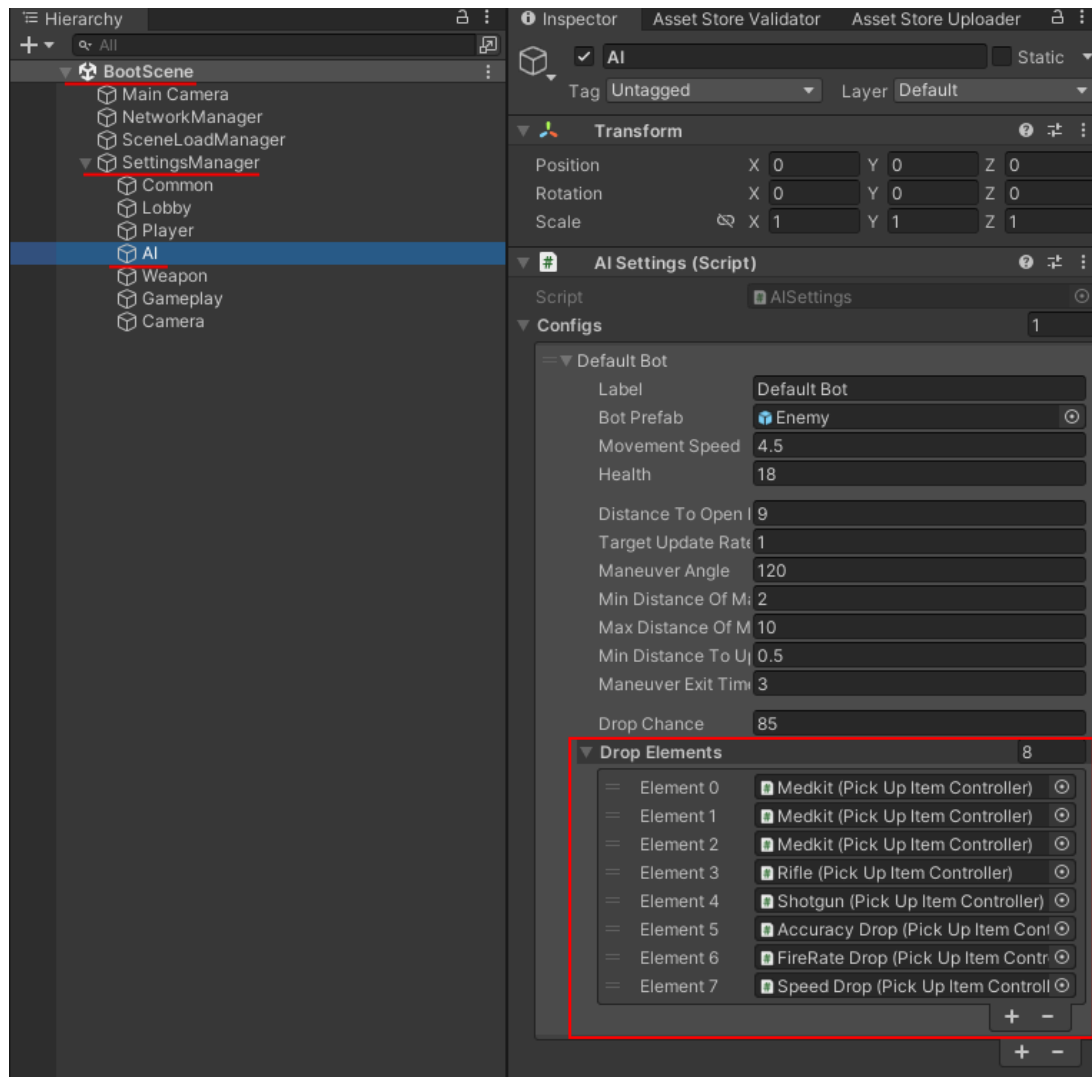 Hierarchy
All
BootScene
Main Camera
NetworkManager
SceneLoadManager
SettingsManager
Common
Lobby
Player
AI
Weapon
Gameplay
Camera
Inspector Asset Store Validator Asset Store Uploader
AI Static
Tag Untagged Layer Default
Transform
Position X 0 Y 0 Z 0
Rotation X 0 Y 0 Z 0
Scale X 1 Y 1 Z 1
# AI Settings (Script)
Script AISettings
Configs 1
Default Bot
Label Default Bot
Bot Prefab Enemy
Movement Speed 4.5
Health 18
Distance To Open 9
Target Update Rate 1
Maneuver Angle 120
Min Distance Of 2
Max Distance Of M 10
Min Distance To 0.5
Maneuver Exit 3
Drop Chance 85
Drop Elements 8
Element 0 Medkit (Pick Up Item Controller)
Element 1 Medkit (Pick Up Item Controller)
Element 2 Medkit (Pick Up Item Controller)
Element 3 Rifle (Pick Up Item Controller)
Element 4 Shotgun (Pick Up Item Controller)
Element 5 Accuracy Drop (Pick Up Item Cont
Element 6 FireRate Drop (Pick Up Item Contr
Element 7 Speed Drop (Pick Up Item Controll
+ -
+ -